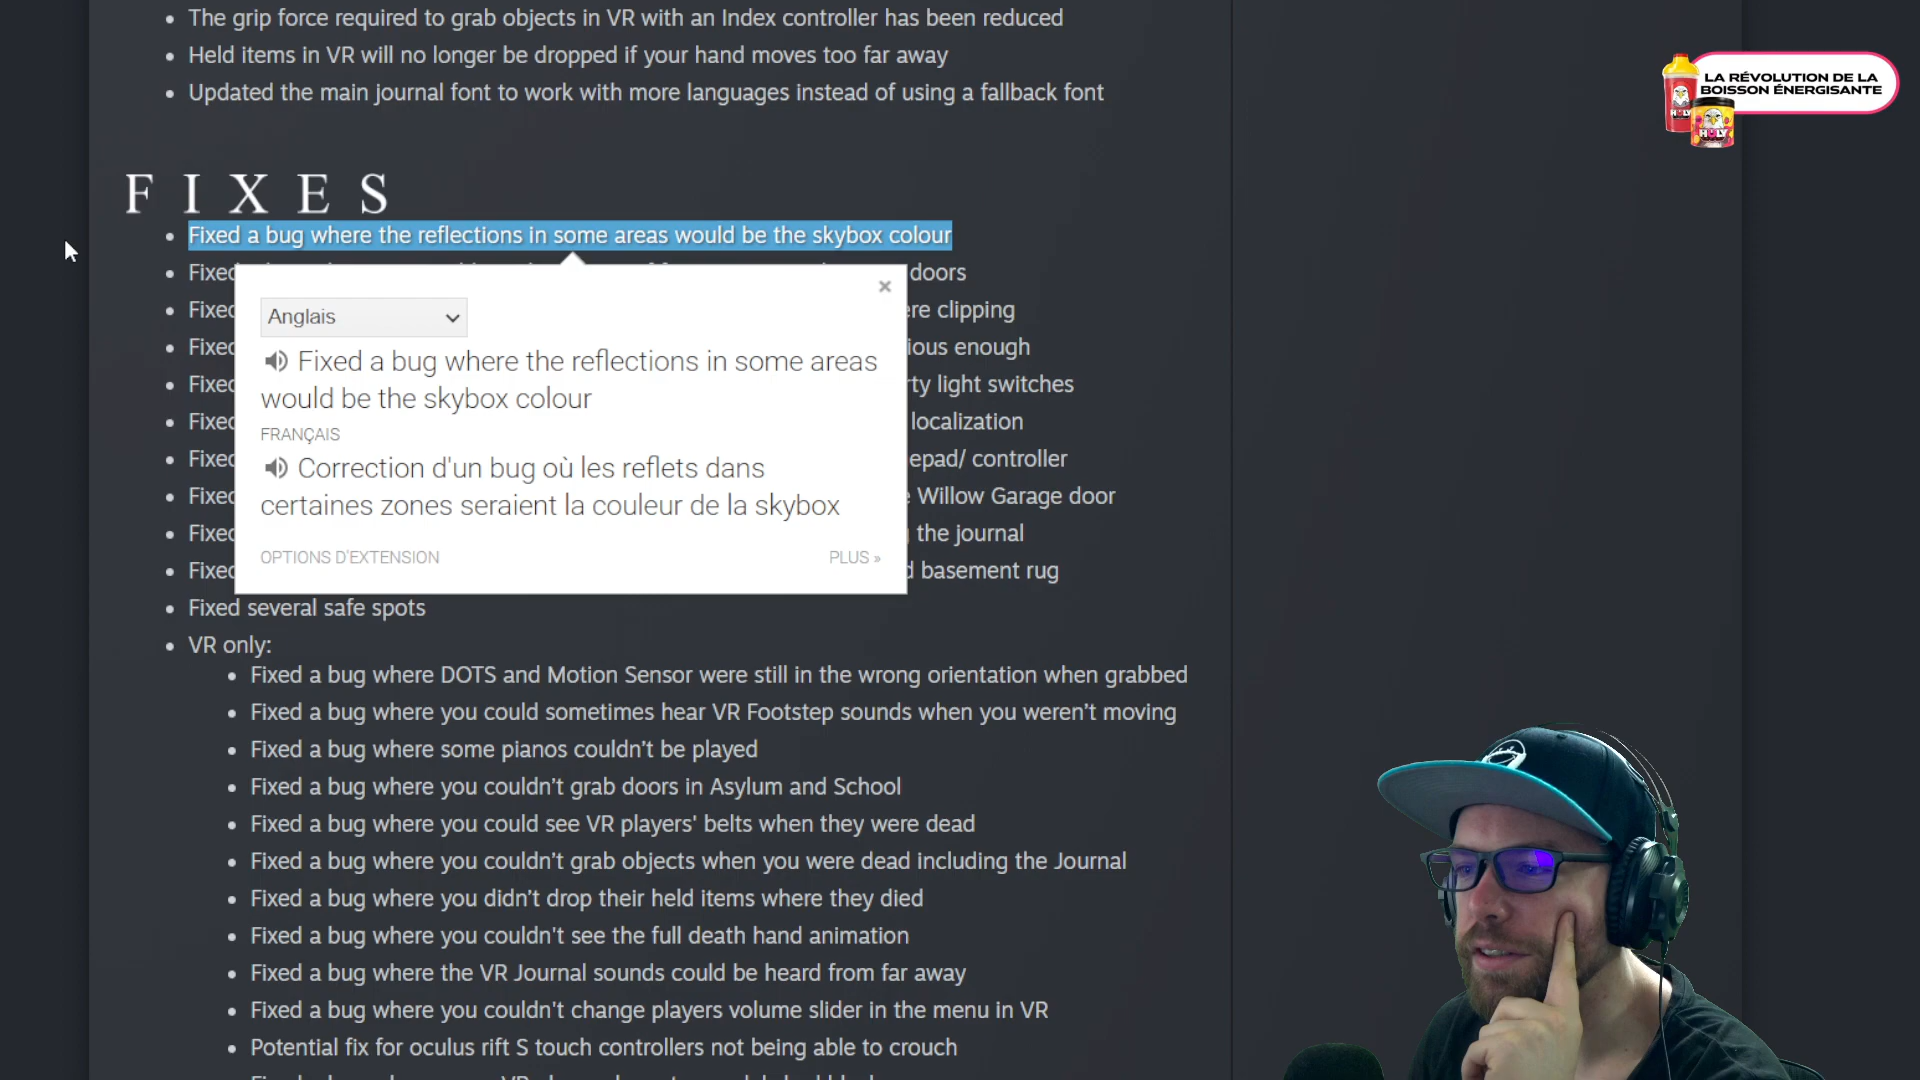 The grip force required to grab objects in VR with an Index controller has been reduced
Held items in VR will no longer be dropped if your hand moves too far away
Updated the main journal font to work with more languages instead of using a fallback font
LA RÉVOLUTION DE LA
BOISSON ÉNERGISANTE
HOLY
HOLY
FIXES
Fixed a bug where the reflections in some areas would be the skybox colour
Fixed doors
Fixed clipping
Fixed enough
Fixed light switches
Fixed localization
Fixed controller
Fixed Willow Garage door
Fixed the journal
Fixed basement rug
Anglais
Fixed a bug where the reflections in some areas
would be the skybox colour
FRANÇAIS
Correction d'un bug où les reflets dans
certaines zones seraient la couleur de la skybox
OPTIONS D'EXTENSION PLUS »
Fixed several safe spots
VR only:
Fixed a bug where DOTS and Motion Sensor were still in the wrong orientation when grabbed
Fixed a bug where you could sometimes hear VR Footstep sounds when you weren't moving
Fixed a bug where some pianos couldn't be played
Fixed a bug where you couldn't grab doors in Asylum and School
Fixed a bug where you could see VR players' belts when they were dead
Fixed a bug where you couldn't grab objects when you were dead including the Journal
Fixed a bug where you didn't drop their held items where they died
Fixed a bug where you couldn't see the full death hand animation
Fixed a bug where the VR Journal sounds could be heard from far away
Fixed a bug where you couldn't change players volume slider in the menu in VR
Potential fix for oculus rift S touch controllers not being able to crouch